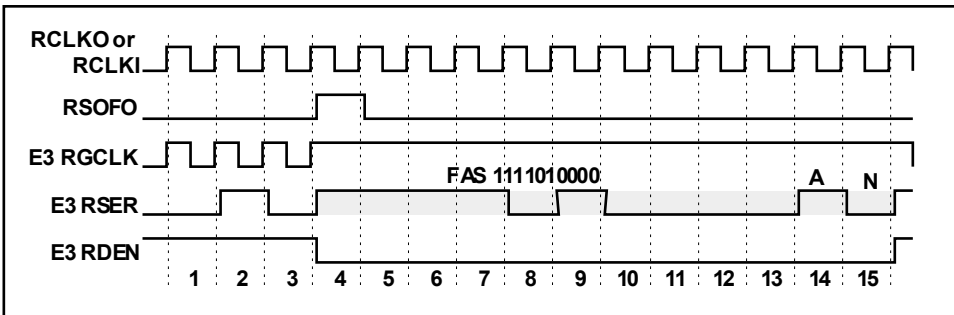 RCLKO or
RCLKI
RSOFO
E3 RGCLK
FAS 1111010000
A N
E3 RSER
E3 RDEN
1 2 3 4 5 6 7 8 9 10 11 12 13 14 15